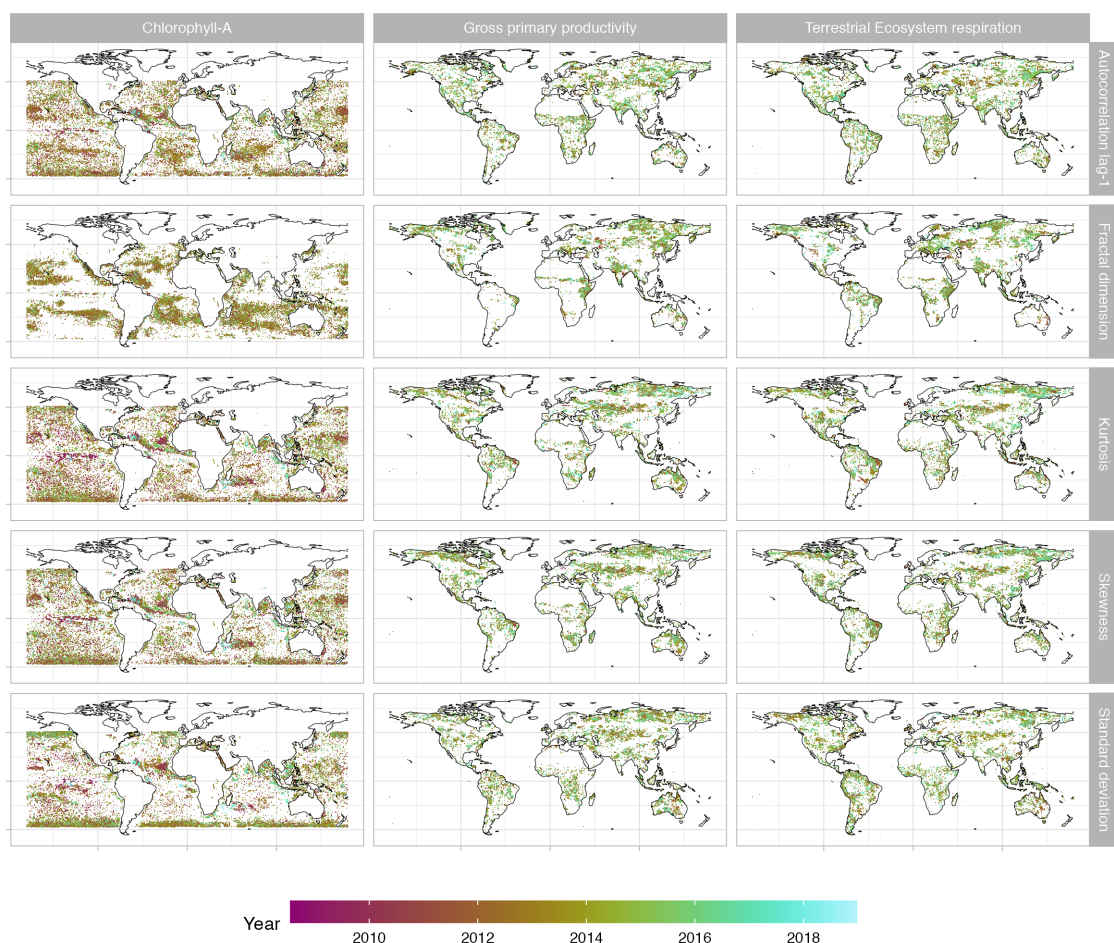 Chlorophyll-A
Gross primary productivity
Terrestrial Ecosystem respiration
Autocorrelation lag-1
Fractal dimension
Kurtosis
Skewness
Standard deviation
Year
2010
2012
2014
2016
2018